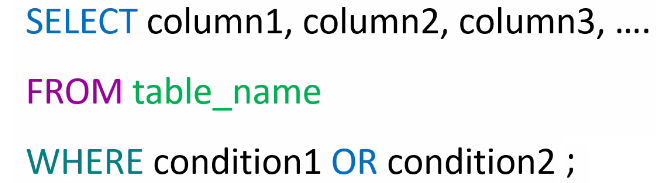 SELECT column1, column2, column3, ....
FROM table_name
WHERE condition1 OR condition2 ;